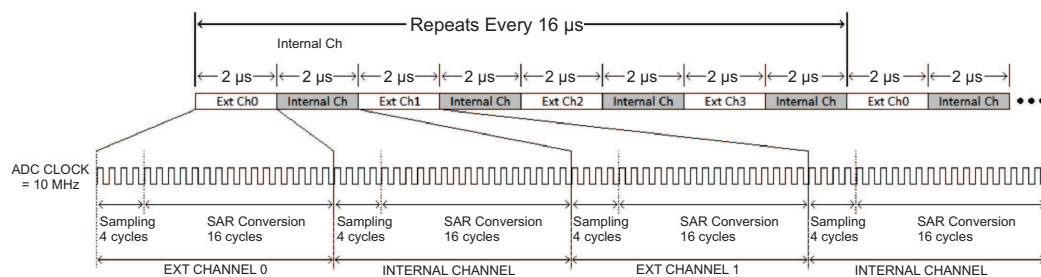 Repeats Every 16 µs
Internal Ch
2 µs 2 µs 2 µs 2 µs 2 µs 2 µs 2 µs 2 µs 2 µs 2 µs
Ext Ch0 Internal Ch Ext Ch1 Internal Ch Ext Ch2 Internal Ch Ext Ch3 Internal Ch Ext Ch0 Internal Ch
ADC CLOCK
= 10 MHz
Sampling SAR Conversion Sampling SAR Conversion Sampling SAR Conversion Sampling SAR Conversion
4 cycles 16 cycles 4 cycles 16 cycles 4 cycles 16 cycles 4 cycles 16 cycles
EXT CHANNEL 0 INTERNAL CHANNEL EXT CHANNEL 1 INTERNAL CHANNEL